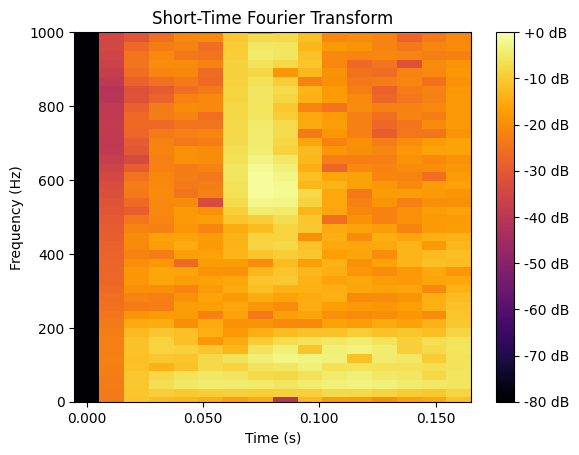 Short-Time Fourier Transform
1000
800
600
400
200
0
Frequency (Hz)
0.000
0.050
0.100
0.150
Time (s)
+0 dB
-10 dB
-20 dB
-30 dB
-40 dB
-50 dB
-60 dB
-70 dB
-80 dB